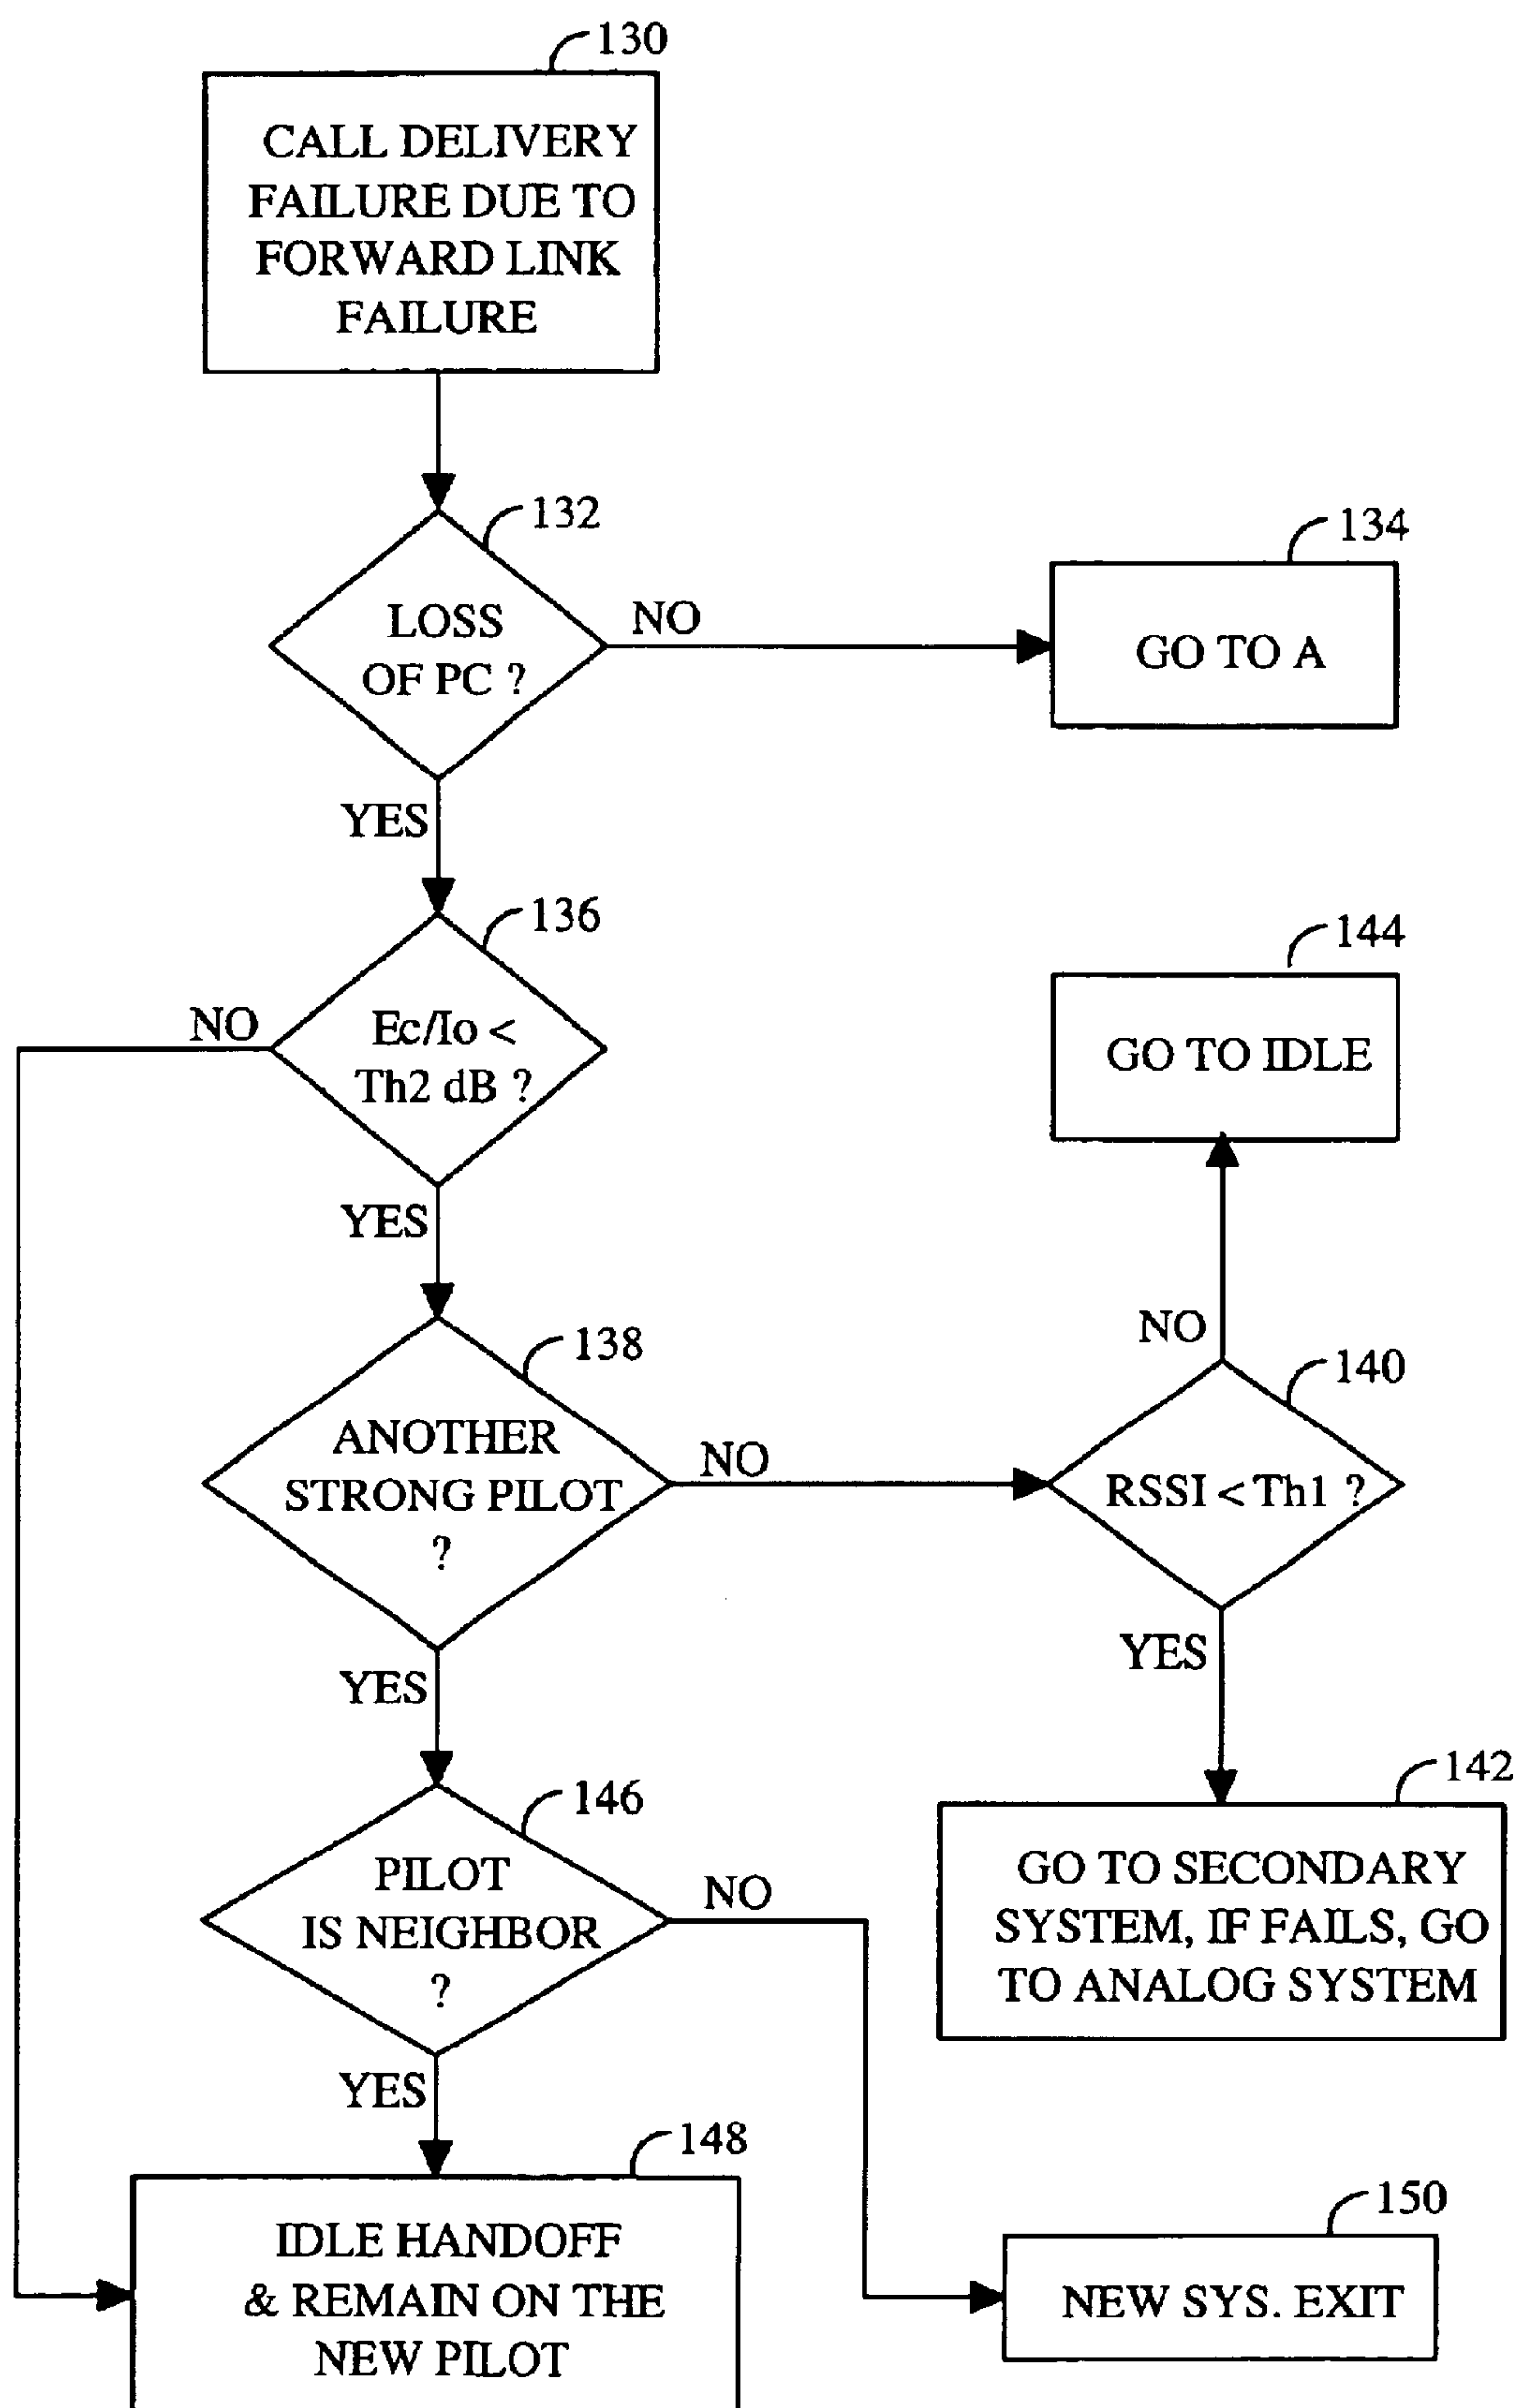 130
CALL DELIVERY
FAILURE DUE TO
FORWARD LINK
FAILURE
132
LOSS
OF PC ?
NO
134
GO TO A
YES
136
Ec/Io <
Th2 dB ?
NO
144
GO TO IDLE
YES
138
ANOTHER
STRONG PILOT
?
NO
NO
140
RSSI < Th1 ?
YES
YES
146
PILOT
IS NEIGHBOR
?
NO
142
GO TO SECONDARY
SYSTEM, IF FAILS, GO
TO ANALOG SYSTEM
YES
148
IDLE HANDOFF
& REMAIN ON THE
NEW PILOT
150
NEW SYS. EXIT